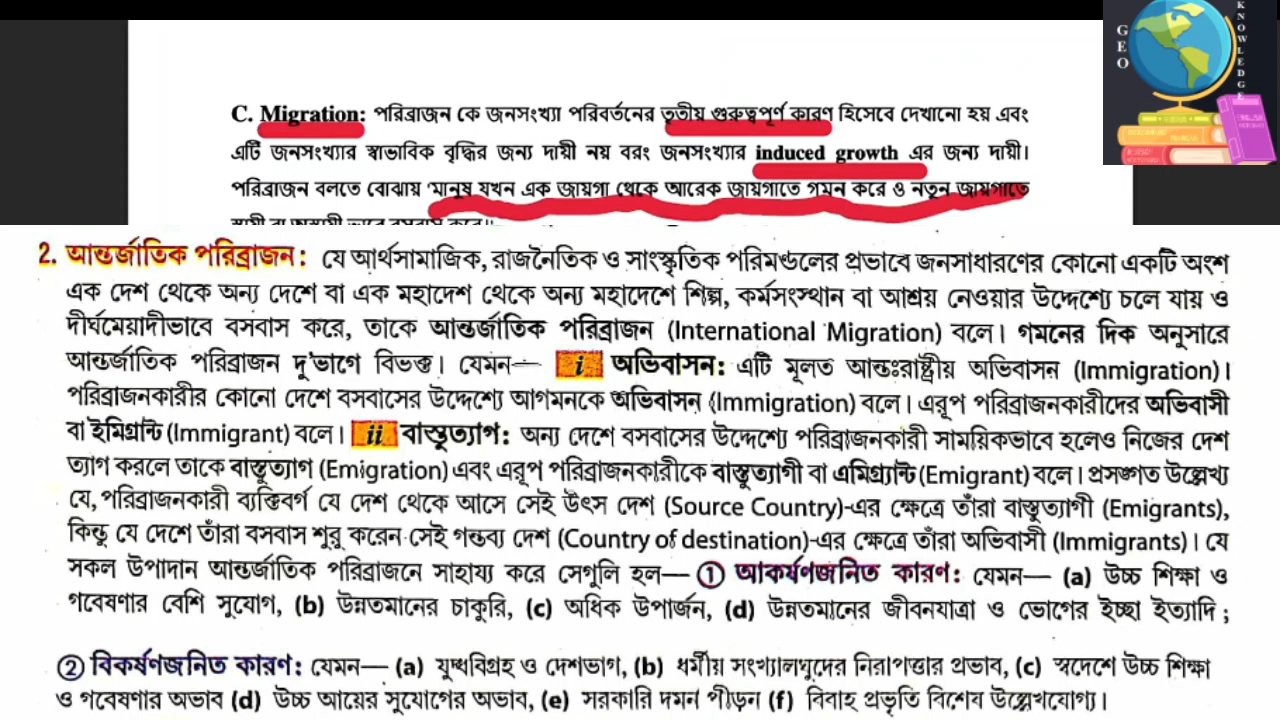 GEO
KNOWLEDGE
C. Migration: পরিব্রাজন কে জনসংখ্যা পরিবর্তনের তৃতীয় গুরুত্বপূর্ণ কারণ হিসেবে দেখানো হয় এবং
এটি জনসংখ্যার স্বাভাবিক বৃদ্ধির জন্য দায়ী নয় বরং জনসংখ্যার induced growth এর জন্য দায়ী।
পরিব্রাজন বলতে বোঝায় 'মানুষ যখন এক জায়গা থেকে আরেক জায়গাতে গমন করে ও নতুন জায়গাতে
2. আন্তর্জাতিক পরিব্রাজন: যে আর্থসামাজিক, রাজনৈতিক ও সাংস্কৃতিক পরিমণ্ডলের প্রভাবে জনসাধারণের কোনো একটি অংশ
এক দেশ থেকে অন্য দেশে বা এক মহাদেশ থেকে অন্য মহাদেশে শিল্প, কর্মসংস্থান বা আশ্রয় নেওয়ার উদ্দেশ্যে চলে যায় ও
দীর্ঘমেয়াদীভাবে বসবাস করে, তাকে আন্তর্জাতিক পরিব্রাজন (International Migration) বলে। গমনের দিক অনুসারে
আন্তর্জাতিক পরিব্রাজন দু'ভাগে বিভক্ত। যেমন— i অভিবাসন: এটি মূলত আন্তঃরাষ্ট্রীয় অভিবাসন (Immigration)।
পরিব্রাজনকারীর কোনো দেশে বসবাসের উদ্দেশ্যে আগমনকে অভিবাসন (Immigration) বলে। এরূপ পরিব্রাজনকারীদের অভিবাসী
বা ইমিগ্রান্ট (Immigrant) বলে। ii বাস্তুত্যাগ: অন্য দেশে বসবাসের উদ্দেশ্যে পরিব্রাজনকারী সাময়িকভাবে হলেও নিজের দেশ
ত্যাগ করলে তাকে বাস্তুত্যাগ (Emigration) এবং এরূপ পরিব্রাজনকারীকে বাস্তুত্যাগী বা এমিগ্র্যান্ট (Emigrant) বলে। প্রসঙ্গত উল্লেখ্য
যে, পরিব্রাজনকারী ব্যক্তিবর্গ যে দেশ থেকে আসে সেই উৎস দেশ (Source Country)-এর ক্ষেত্রে তাঁরা বাস্তুত্যাগী (Emigrants),
কিন্তু যে দেশে তাঁরা বসবাস শুরু করেন সেই গন্তব্য দেশ (Country of destination)-এর ক্ষেত্রে তাঁরা অভিবাসী (Immigrants)। যে
সকল উপাদান আন্তর্জাতিক পরিব্রাজনে সাহায্য করে সেগুলি হল— ① আকর্ষণজনিত কারণ: যেমন— (a) উচ্চ শিক্ষা ও
গবেষণার বেশি সুযোগ, (b) উন্নতমানের চাকুরি, (c) অধিক উপার্জন, (d) উন্নতমানের জীবনযাত্রা ও ভোগের ইচ্ছা ইত্যাদি ;
② বিকর্ষণজনিত কারণ: যেমন— (a) যুদ্ধবিগ্রহ ও দেশভাগ, (b) ধর্মীয় সংখ্যালঘুদের নিরাপত্তার প্রভাব, (c) স্বদেশে উচ্চ শিক্ষা
ও গবেষণার অভাব (d) উচ্চ আয়ের সুযোগের অভাব, (e) সরকারি দমন পীড়ন (f) বিবাহ প্রভৃতি বিশেষ উল্লেখযোগ্য।